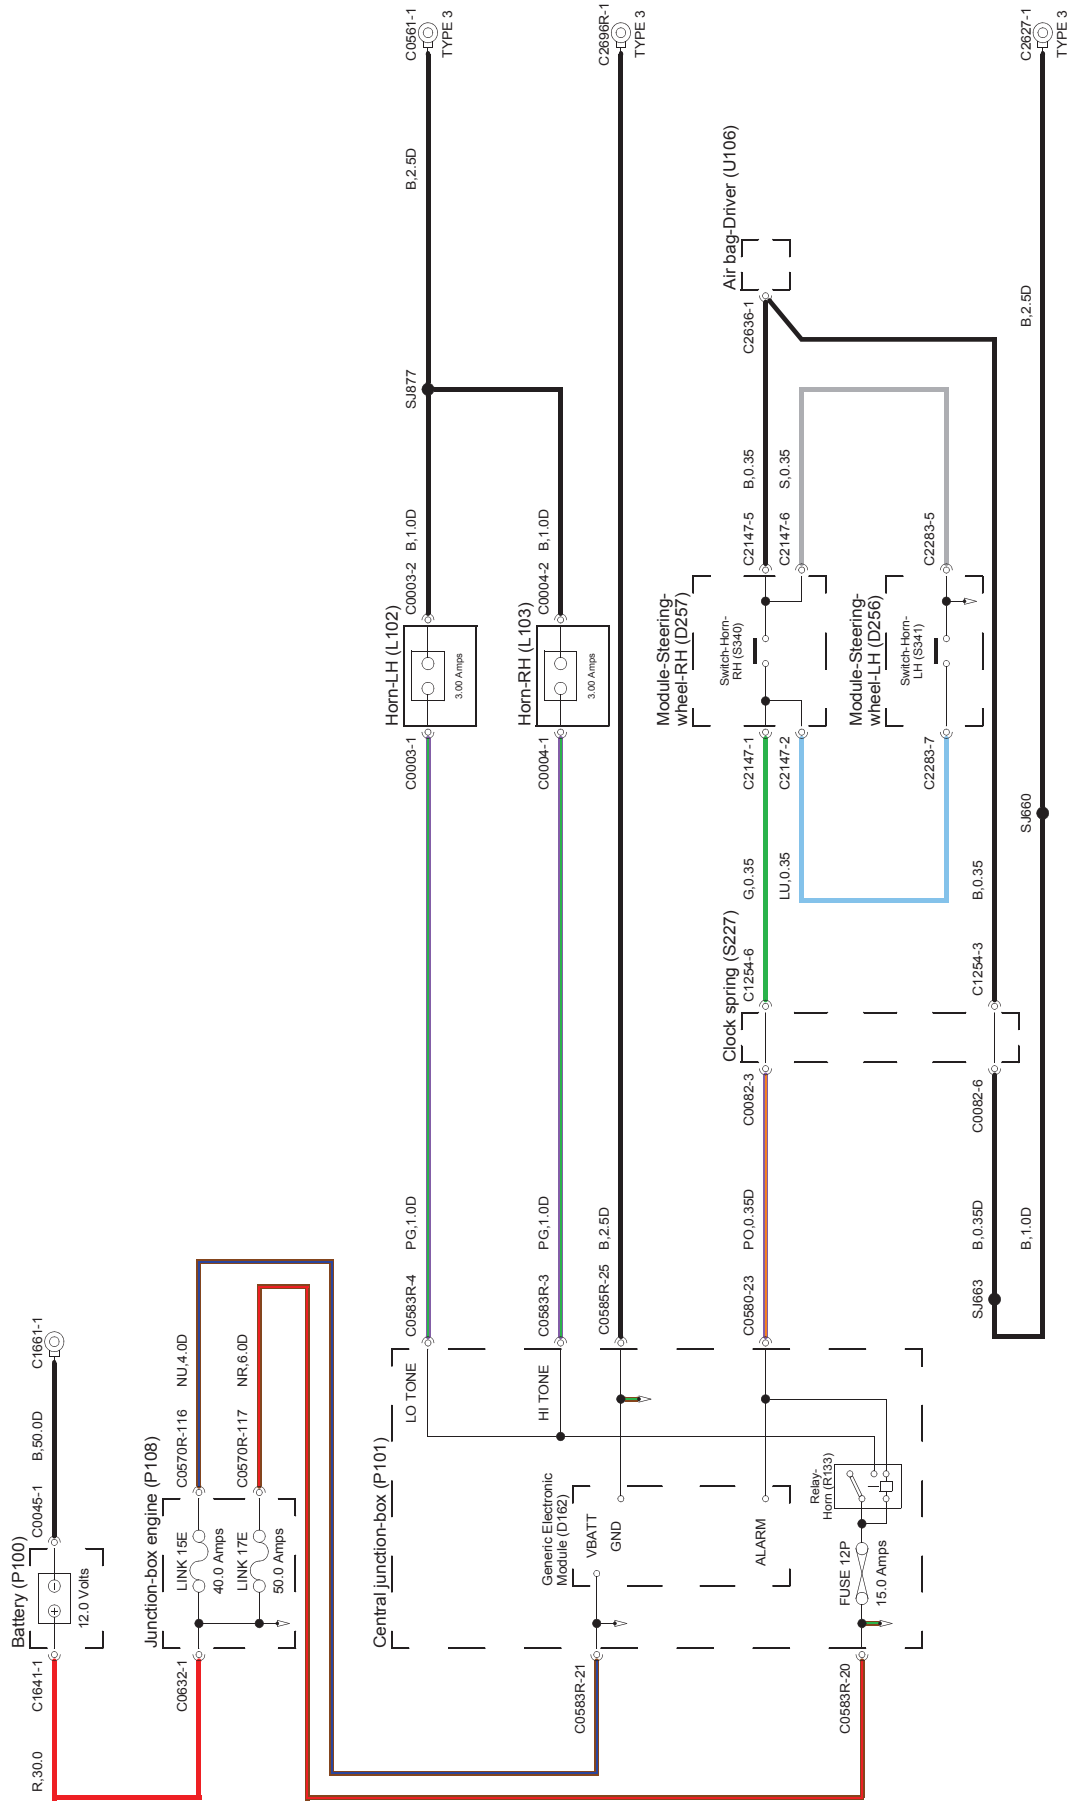 C0561-1
TYPE 3
C2696R-1
TYPE 3
C2627-1
TYPE 3
B,2.5D
B,2.5D
Air bag-Driver (U106)
C2636-1
SJ877
C0003-2 B,1.0D
C0004-2 B,1.0D
Horn-LH (L102)
3.00 Amps
C0003-1
Horn-RH (L103)
3.00 Amps
C0004-1
C2147-5 B,0.35
C2147-6 S,0.35
Module-Steering-
wheel-RH (D257)
Switch-Horn-
RH (S340)
C2283-5
Module-Steering-
wheel-LH (D256)
Switch-Horn-
LH (S341)
C2147-1
C2147-2
C2283-7
G,0.35
LU,0.35
SJ660
B,0.35
Clock spring (S227)
C1254-6
C1254-3
C0082-3
C0082-6
PG,1.0D
PG,1.0D
B,2.5D
PO,0.35D
B,0.35D
B,1.0D
SJ663
C0583R-4
C0583R-3
C0585R-25
C0580-23
C1661-1
B,50.0D
C0045-1
Battery (P100)
12.0 Volts
C1641-1
R,30.0
NU,4.0D
NR,6.0D
C0570R-116
C0570R-117
Junction-box engine (P108)
LINK 15E
40.0 Amps
LINK 17E
50.0 Amps
C0632-1
Central junction-box (P101)
LO TONE
HI TONE
Generic Electronic
Module (D162)
VBATT
GND
ALARM
Relay-
Horn (R133)
FUSE 12P
15.0 Amps
C0583R-21
C0583R-20